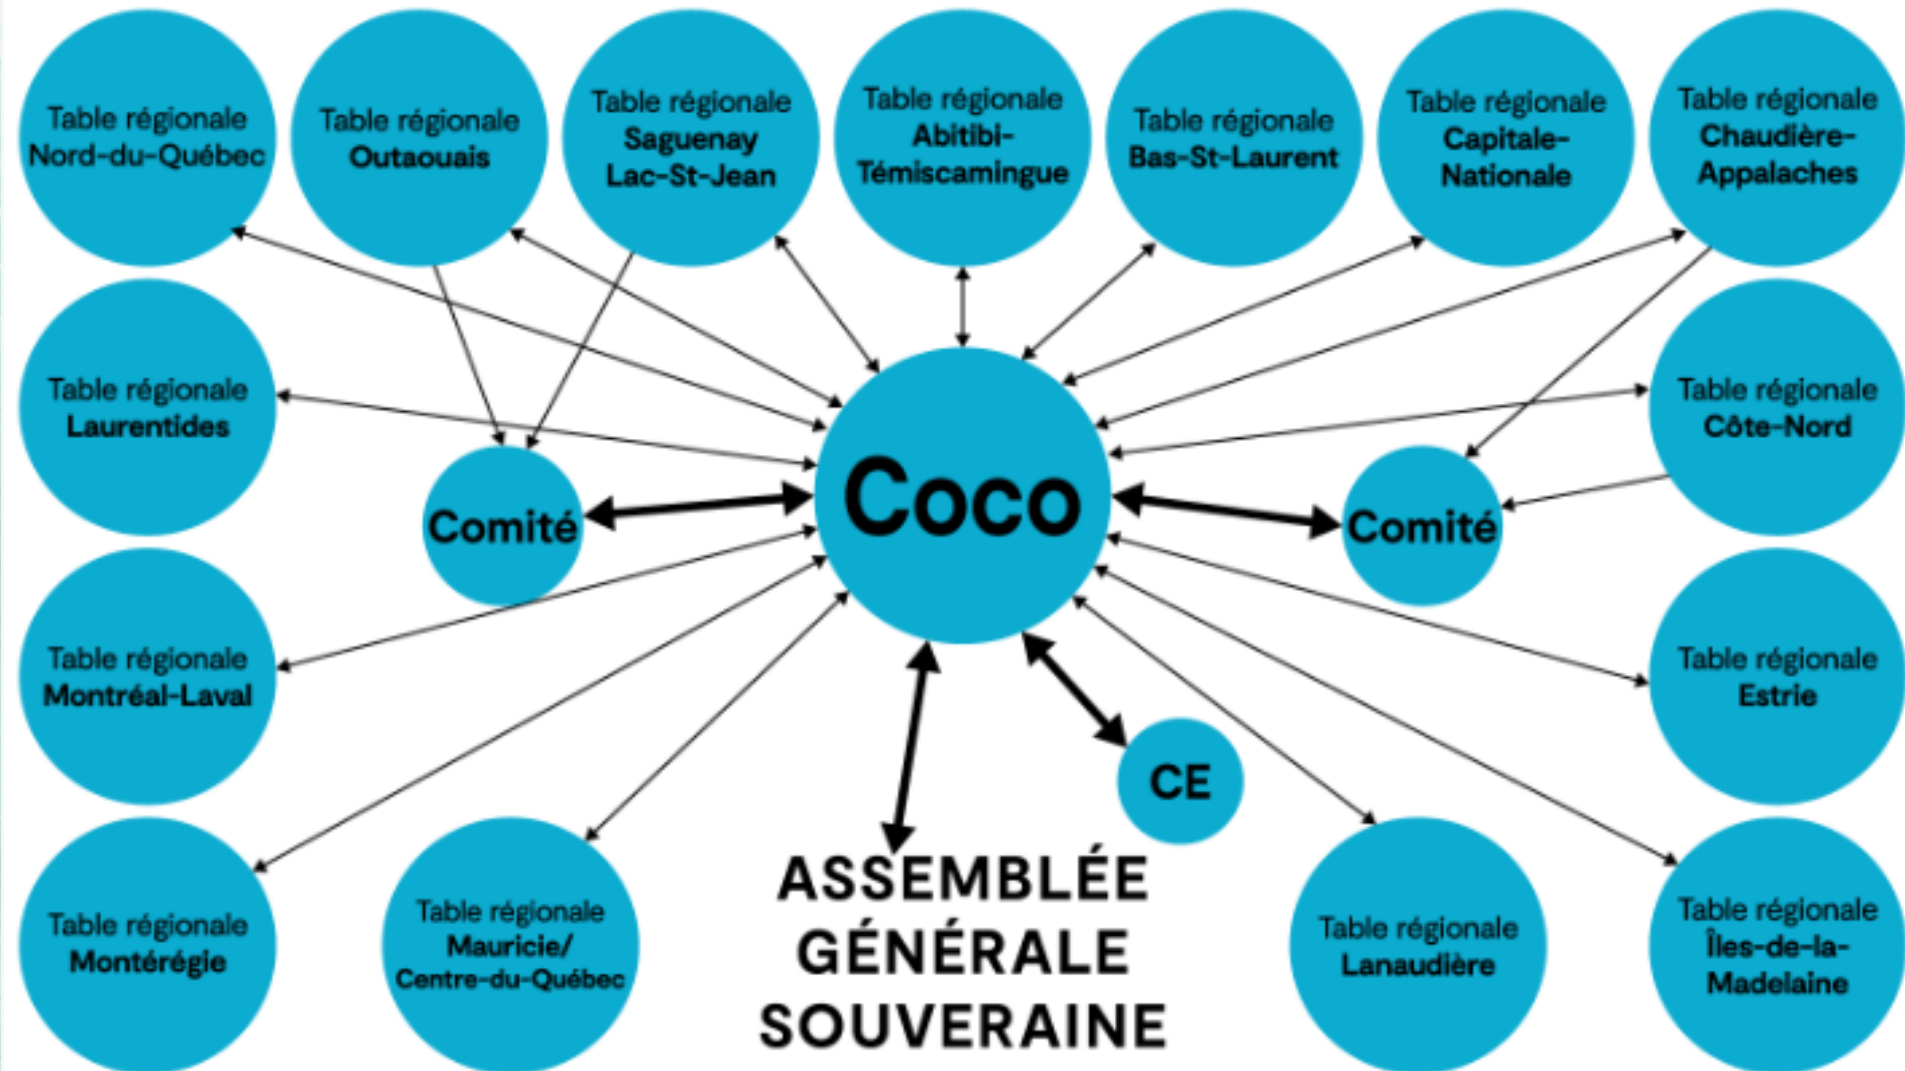 Table régionale
Nord-du-Québec
Table régionale
Outaouais
Table régionale
Saguenay
Lac-St-Jean
Table régionale
Abitibi-
Témiscamingue
Table régionale
Bas-St-Laurent
Table régionale
Capitale-
Nationale
Table régionale
Chaudière-
Appalaches
Table régionale
Laurentides
Table régionale
Côte-Nord
Comité
Coco
Comité
Table régionale
Montréal-Laval
Table régionale
Estrie
CE
Table régionale
Montérégie
Table régionale
Mauricie/
Centre-du-Québec
ASSEMBLÉE
GÉNÉRALE
SOUVERAINE
Table régionale
Lanaudière
Table régionale
Îles-de-la-
Madelaine